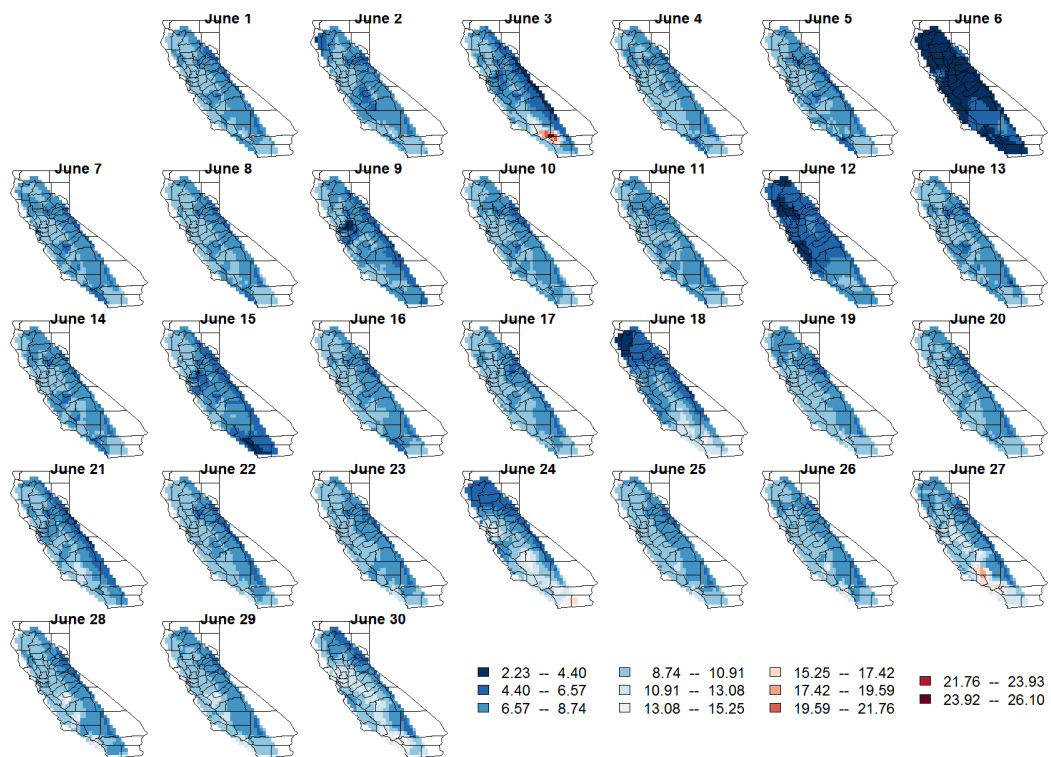 June 1 June 2 June 3 June 4 June 5 June 6
June 7 June 8 June 9 June 10 June 11 June 12 June 13
June 14 June 15 June 16 June 17 June 18 June 19 June 20
June 21 June 22 June 23 June 24 June 25 June 26 June 27
June 28 June 29 June 30
2.23 -- 4.40 8.74 -- 10.91 15.25 -- 17.42 21.76 -- 23.93
4.40 -- 6.57 10.91 -- 13.08 17.42 -- 19.59 23.92 -- 26.10
6.57 -- 8.74 13.08 -- 15.25 19.59 -- 21.76